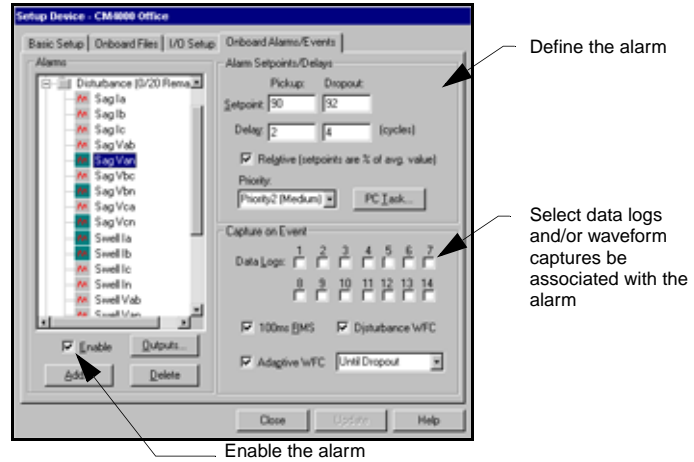 Setup Device - CM4000 Office
Basic Setup
Onboard Files
I/O Setup
Onboard Alarms/Events
Alarms
Disturbance (0/20 Rema
Sag Ia
Sag Ib
Sag Ic
Sag Vab
Sag Van
Sag Vbc
Sag Vbn
Sag Vca
Sag Vcn
Swell Ia
Swell Ib
Swell Ic
Swell In
Swell Vab
Swell Van
Enable
Outputs...
Add
Delete
Alarm Setpoints/Delays
Pickup: Dropout:
Setpoint: 90 92
Delay: 2 4 (cycles)
Relative (setpoints are % of avg. value)
Priority:
Priority2 (Medium)
PC Task...
Capture on Event
1 2 3 4 5 6 7
Data Logs:
8 9 10 11 12 13 14
100ms RMS
Disturbance WFC
Adaptive WFC
Until Dropout
Close
Update
Help
Define the alarm
Select data logs
and/or waveform
captures be
associated with the
alarm
Enable the alarm